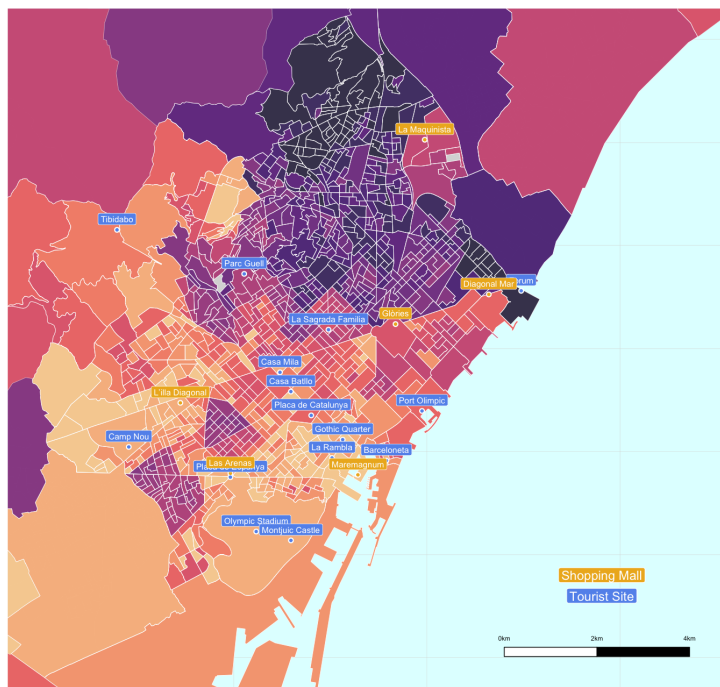 La Maquinista
Tibidabo
Parc Guell
Diagonal Mar
orum
La Sagrada Familia
Glòries
Casa Mila
Casa Batllo
L'illa Diagonal
Placa de Catalunya
Port Olimpic
Gothic Quarter
Camp Nou
La Rambla
Barceloneta
Las Arenas
Maremagnum
Olympic Stadium
Montjuic Castle
Shopping Mall
Tourist Site
0km 2km 4km